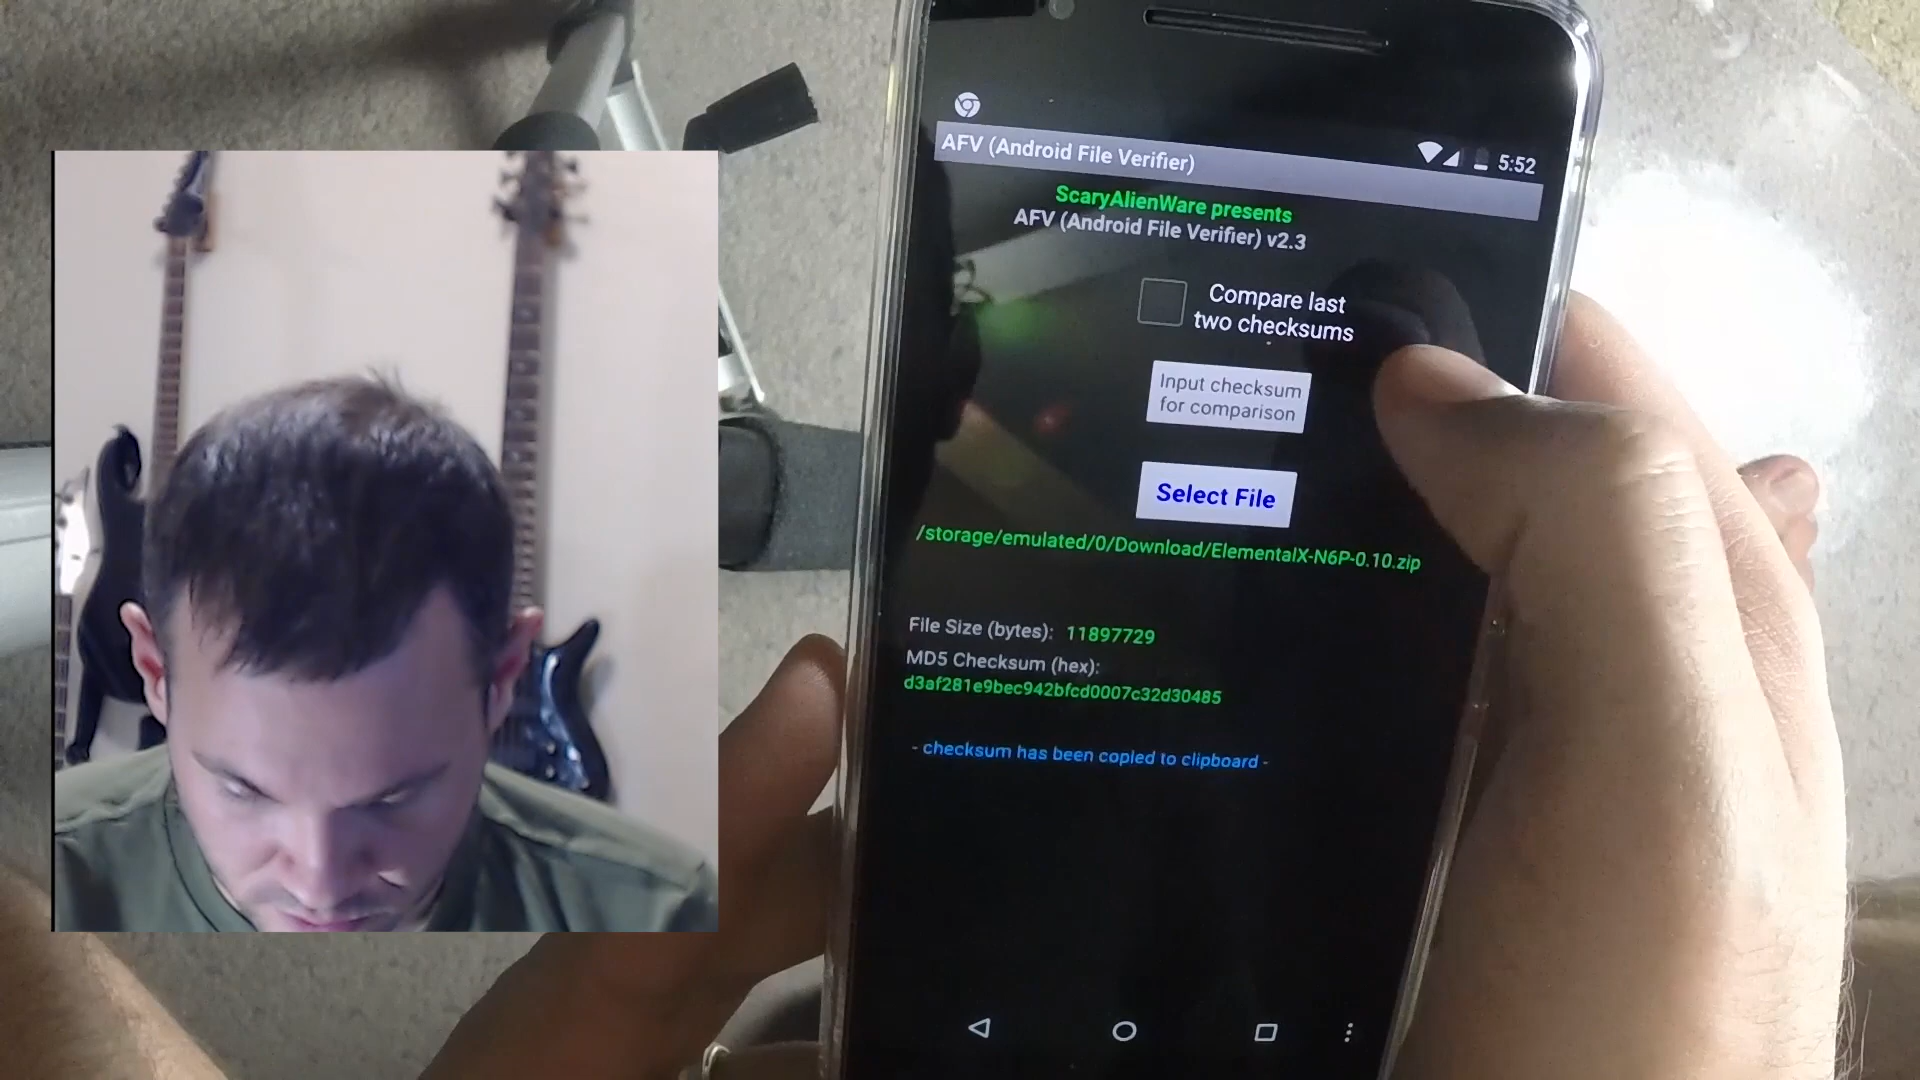 5:52
AFV (Android File Verifier)
ScaryAlienWare presents
AFV (Android File Verifier) v2.3
Compare last
two checksums
Input checksum
for comparison
Select File
/storage/emulated/0/Download/ElementalX-N6P-0.10.zip
File Size (bytes): 11897729
MD5 Checksum (hex):
d3af281e9bec942bfcd0007c32d30485
- checksum has been copied to clipboard -